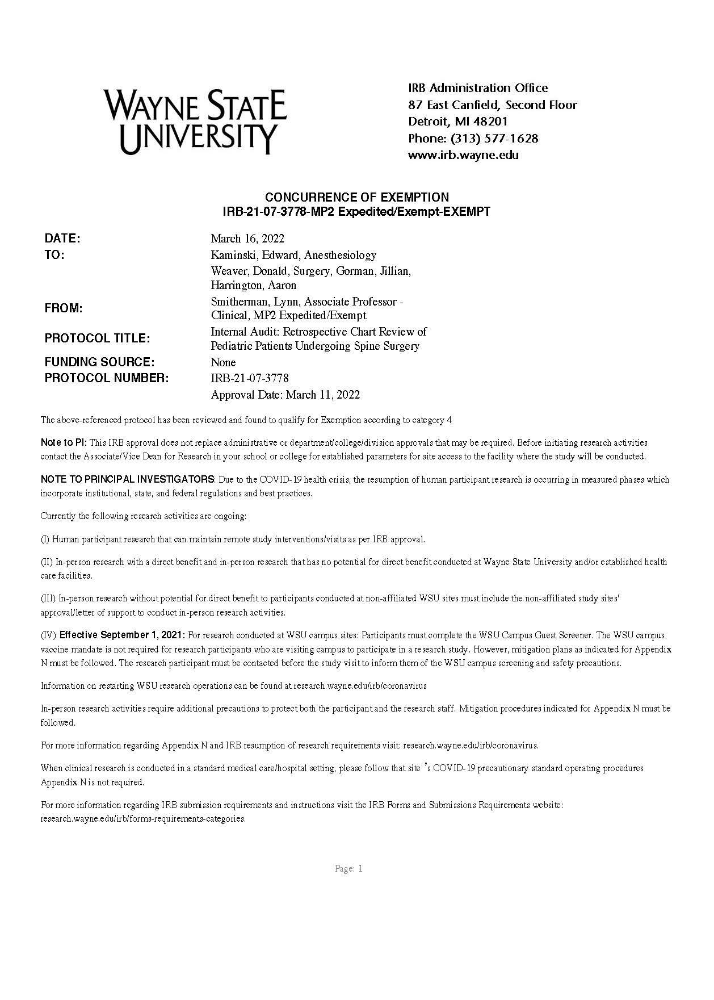 WAYNE STATE
UNIVERSITY
IRB Administration Office
87 East Canfield, Second Floor
Detroit, MI 48201
Phone: (313) 577-1628
www.irb.wayne.edu
CONCURRENCE OF EXEMPTION
IRB-21-07-3778-MP2 Expedited/Exempt-EXEMPT
DATE: March 16, 2022
TO: Kaminski, Edward, Anesthesiology
Weaver, Donald, Surgery, Gorman, Jillian,
Harrington, Aaron
FROM: Smitherman, Lynn, Associate Professor -
Clinical, MP2 Expedited/Exempt
PROTOCOL TITLE: Internal Audit: Retrospective Chart Review of
Pediatric Patients Undergoing Spine Surgery
FUNDING SOURCE: None
PROTOCOL NUMBER: IRB-21-07-3778
Approval Date: March 11, 2022
The above-referenced protocol has been reviewed and found to qualify for Exemption according to category 4
Note to PI: This IRB approval does not replace administrative or department/college/division approvals that may be required. Before initiating research activities
contact the Associate/Vice Dean for Research in your school or college for established parameters for site access to the facility where the study will be conducted.
NOTE TO PRINCIPAL INVESTIGATORS: Due to the COVID-19 health crisis, the resumption of human participant research is occurring in measured phases which
incorporate institutional, state, and federal regulations and best practices.
Currently the following research activities are ongoing:
(I) Human participant research that can maintain remote study interventions/visits as per IRB approval.
(II) In-person research with a direct benefit and in-person research that has no potential for direct benefit conducted at Wayne State University and/or established health
care facilities.
(III) In-person research without potential for direct benefit to participants conducted at non-affiliated WSU sites must include the non-affiliated study sites'
approval/letter of support to conduct in-person research activities.
(IV) Effective September 1, 2021: For research conducted at WSU campus sites: Participants must complete the WSU Campus Guest Screener. The WSU campus
vaccine mandate is not required for research participants who are visiting campus to participate in a research study. However, mitigation plans as indicated for Appendix
N must be followed. The research participant must be contacted before the study visit to inform them of the WSU campus screening and safety precautions.
Information on restarting WSU research operations can be found at research.wayne.edu/irb/coronavirus
In-person research activities require additional precautions to protect both the participant and the research staff. Mitigation procedures indicated for Appendix N must be
followed.
For more information regarding Appendix N and IRB resumption of research requirements visit: research.wayne.edu/irb/coronavirus.
When clinical research is conducted in a standard medical care/hospital setting, please follow that site ’s COVID-19 precautionary standard operating procedures
Appendix N is not required.
For more information regarding IRB submission requirements and instructions visit the IRB Forms and Submissions Requirements website:
research.wayne.edu/irb/forms-requirements-categories.
Page: 1